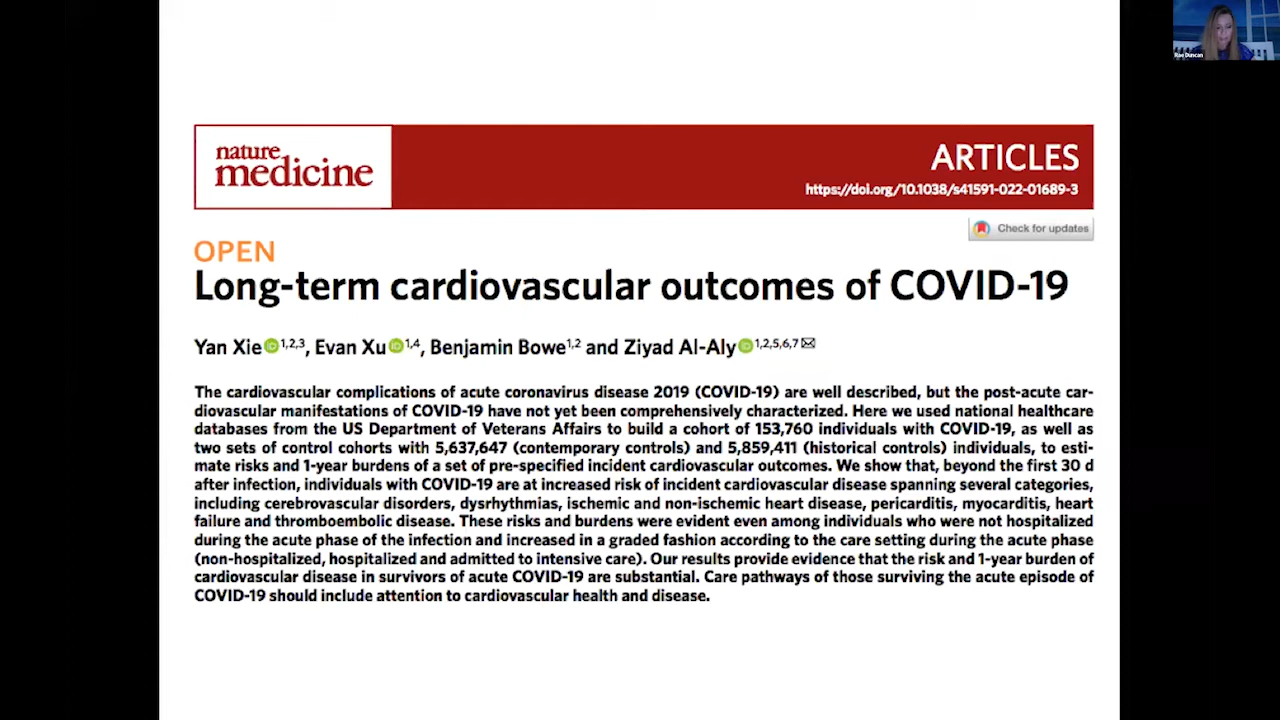 Rae Duncan
nature
medicine
ARTICLES
https://doi.org/10.1038/s41591-022-01689-3
Check for updates
OPEN
Long-term cardiovascular outcomes of COVID-19
Yan Xie 1,2,3, Evan Xu 1,4, Benjamin Bowe1,2 and Ziyad Al-Aly 1,2,5,6,7
The cardiovascular complications of acute coronavirus disease 2019 (COVID-19) are well described, but the post-acute car-
diovascular manifestations of COVID-19 have not yet been comprehensively characterized. Here we used national healthcare
databases from the US Department of Veterans Affairs to build a cohort of 153,760 individuals with COVID-19, as well as
two sets of control cohorts with 5,637,647 (contemporary controls) and 5,859,411 (historical controls) individuals, to esti-
mate risks and 1-year burdens of a set of pre-specified incident cardiovascular outcomes. We show that, beyond the first 30 d
after infection, individuals with COVID-19 are at increased risk of incident cardiovascular disease spanning several categories,
including cerebrovascular disorders, dysrhythmias, ischemic and non-ischemic heart disease, pericarditis, myocarditis, heart
failure and thromboembolic disease. These risks and burdens were evident even among individuals who were not hospitalized
during the acute phase of the infection and increased in a graded fashion according to the care setting during the acute phase
(non-hospitalized, hospitalized and admitted to intensive care). Our results provide evidence that the risk and 1-year burden of
cardiovascular disease in survivors of acute COVID-19 are substantial. Care pathways of those surviving the acute episode of
COVID-19 should include attention to cardiovascular health and disease.